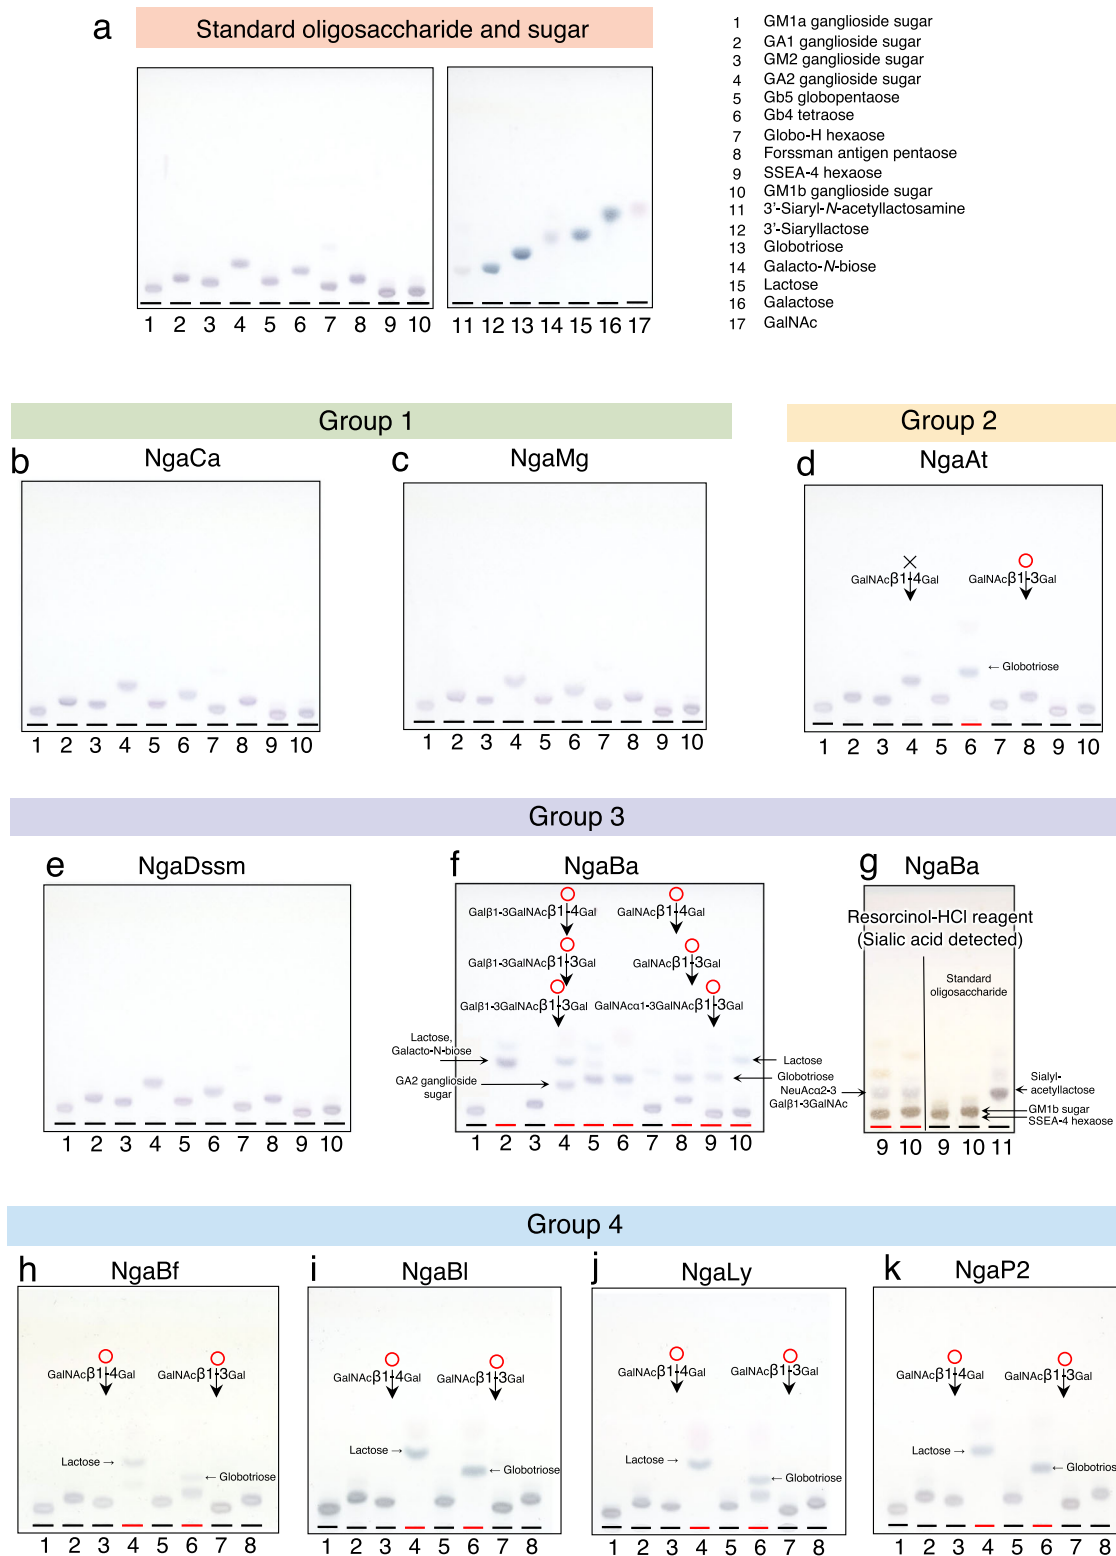 a
Standard oligosaccharide and sugar
1 2 3 4 5 6 7 8 9 10
11 12 13 14 15 16 17
1 GM1a ganglioside sugar
2 GA1 ganglioside sugar
3 GM2 ganglioside sugar
4 GA2 ganglioside sugar
5 Gb5 globopentaose
6 Gb4 tetraose
7 Globo-H hexaose
8 Forssman antigen pentaose
9 SSEA-4 hexaose
10 GM1b ganglioside sugar
11 3'-Siaryl-N-acetyllactosamine
12 3'-Siaryllactose
13 Globotriose
14 Galacto-N-biose
15 Lactose
16 Galactose
17 GalNAc
Group 1
b NgaCa
1 2 3 4 5 6 7 8 9 10
c NgaMg
1 2 3 4 5 6 7 8 9 10
Group 2
d NgaAt
GalNAcβ1-4Gal
GalNAcβ1-3Gal
← Globotriose
1 2 3 4 5 6 7 8 9 10
Group 3
e NgaDssm
1 2 3 4 5 6 7 8 9 10
f NgaBa
Galβ1-3GalNAcβ1-4Gal
GalNAcβ1-4Gal
Galβ1-3GalNAcβ1-3Gal
GalNAcβ1-3Gal
Galβ1-3GalNAcβ1-3Gal
GalNAcα1-3GalNAcβ1-3Gal
Lactose,
Galacto-N-biose
GA2 ganglioside
sugar
Lactose
Globotriose
1 2 3 4 5 6 7 8 9 10
g NgaBa
Resorcinol-HCl reagent
(Sialic acid detected)
Standard
oligosaccharide
NeuAcα2-3
Galβ1-3GalNAc
Sialyl-
acetyllactose
GM1b sugar
SSEA-4 hexaose
9 10 9 10 11
Group 4
h NgaBf
GalNAcβ1-4Gal
GalNAcβ1-3Gal
Lactose →
← Globotriose
1 2 3 4 5 6 7 8
i NgaBl
GalNAcβ1-4Gal
GalNAcβ1-3Gal
Lactose →
← Globotriose
1 2 3 4 5 6 7 8
j NgaLy
GalNAcβ1-4Gal
GalNAcβ1-3Gal
Lactose →
← Globotriose
1 2 3 4 5 6 7 8
k NgaP2
GalNAcβ1-4Gal
GalNAcβ1-3Gal
Lactose →
← Globotrios
1 2 3 4 5 6 7 8